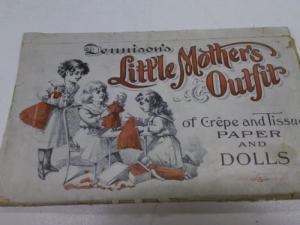 Dennison's
Little Mother's
Outfit
of Crêpe and Tissue
PAPER
AND
DOLLS